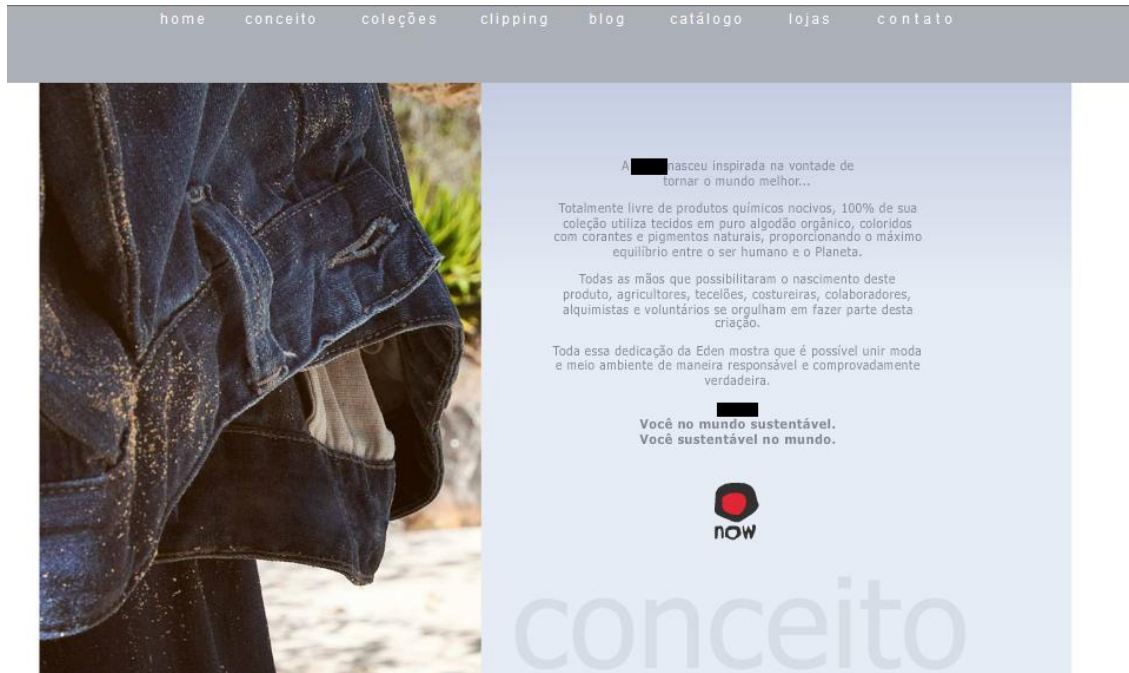 home conceito coleções clipping blog catálogo lojas contato
A nasceu inspirada na vontade de
tornar o mundo melhor...
Totalmente livre de produtos químicos nocivos, 100% de sua
coleção utiliza tecidos em puro algodão orgânico, coloridos
com corantes e pigmentos naturais, proporcionando o máximo
equilíbrio entre o ser humano e o Planeta.
Todas as mãos que possibilitaram o nascimento deste
produto, agricultores, tecelões, costureiras, colaboradores,
alquimistas e voluntários se orgulham em fazer parte desta
criação.
Toda essa dedicação da Eden mostra que é possível unir moda
e meio ambiente de maneira responsável e comprovadamente
verdadeira.
Você no mundo sustentável.
Você sustentável no mundo.
now
conceito